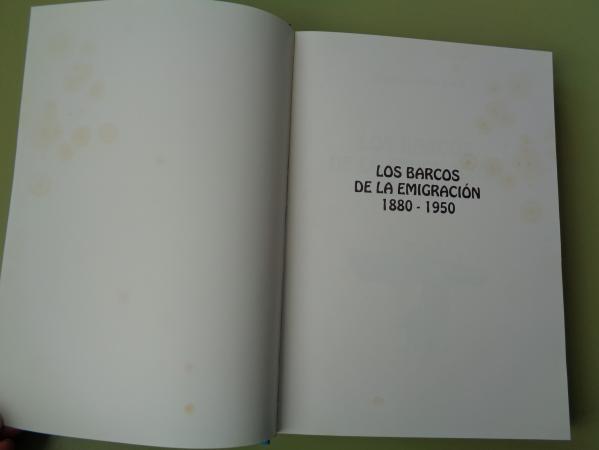 LOS BARCOS
DE LA EMIGRACIÓN
1880 - 1950